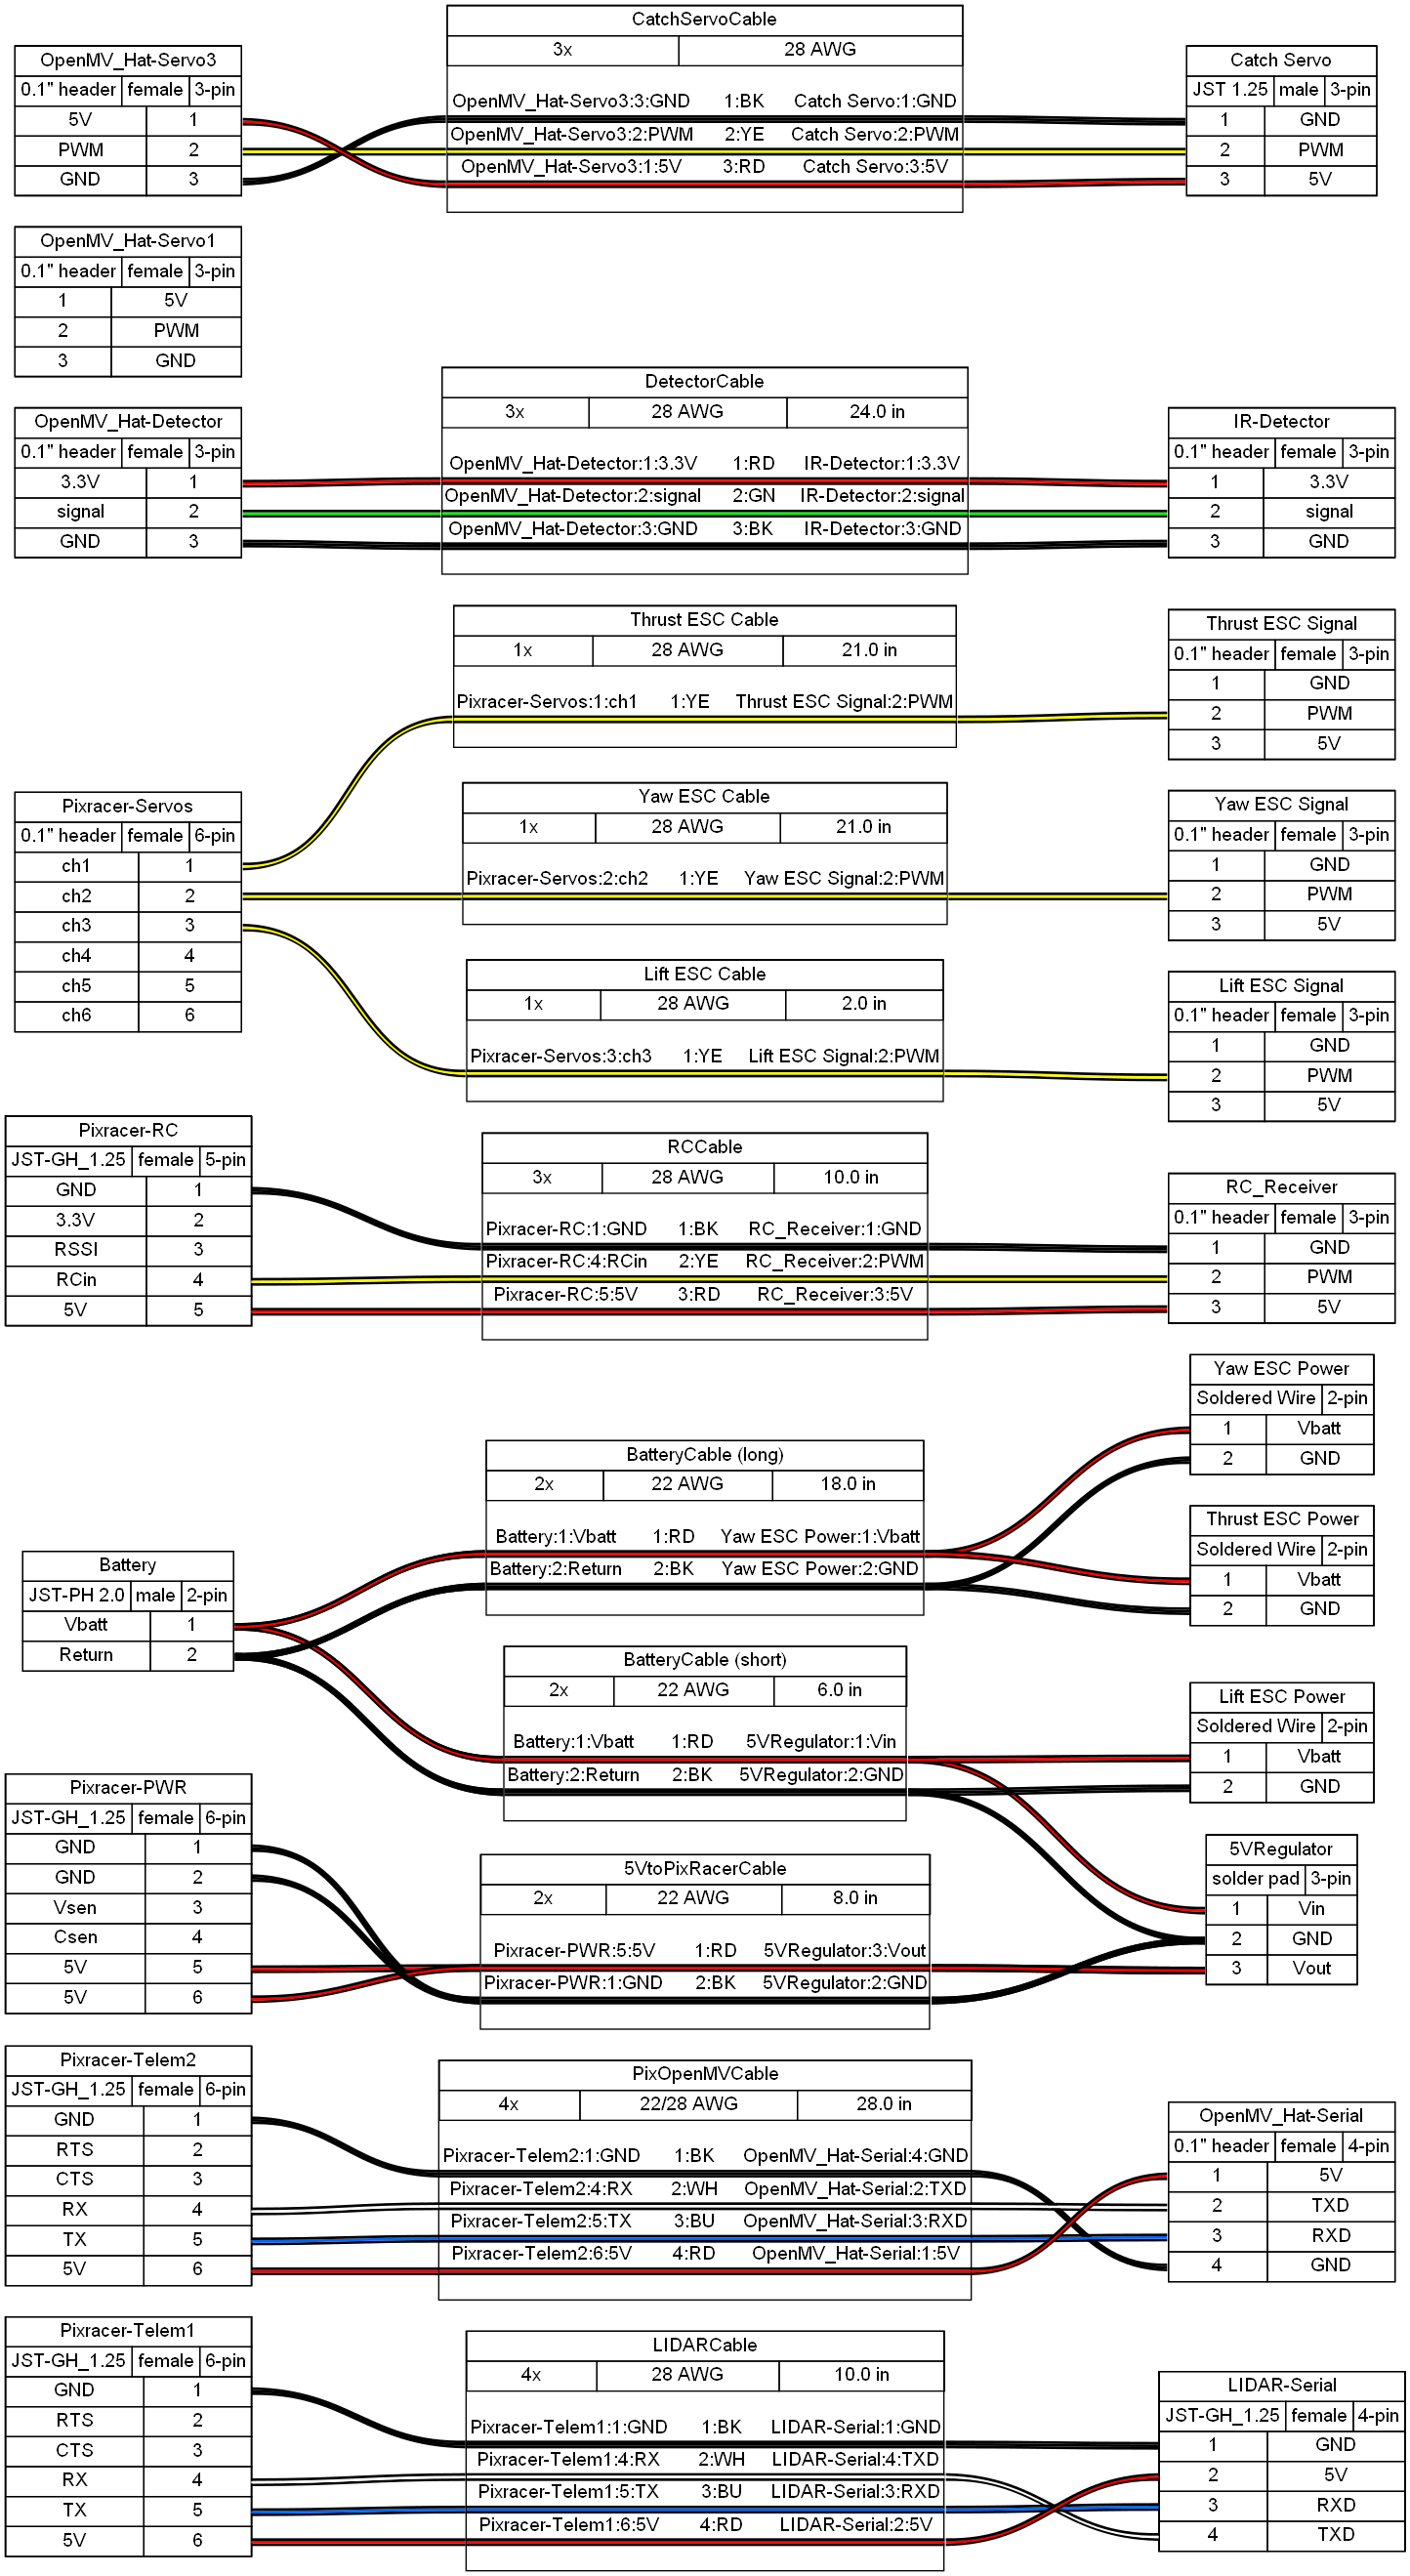 CatchServoCable
3x 28 AWG
OpenMV_Hat-Servo3:3:GND 1:BK Catch Servo:1:GND
OpenMV_Hat-Servo3:2:PWM 2:YE Catch Servo:2:PWM
OpenMV_Hat-Servo3:1:5V 3:RD Catch Servo:3:5V
OpenMV_Hat-Servo3
0.1" header female 3-pin
5V 1
PWM 2
GND 3
Catch Servo
JST 1.25 male 3-pin
1 GND
2 PWM
3 5V
OpenMV_Hat-Servo1
0.1" header female 3-pin
1 5V
2 PWM
3 GND
OpenMV_Hat-Detector
0.1" header female 3-pin
3.3V 1
signal 2
GND 3
DetectorCable
3x 28 AWG 24.0 in
OpenMV_Hat-Detector:1:3.3V 1:RD IR-Detector:1:3.3V
OpenMV_Hat-Detector:2:signal 2:GN IR-Detector:2:signal
OpenMV_Hat-Detector:3:GND 3:BK IR-Detector:3:GND
IR-Detector
0.1" header female 3-pin
1 3.3V
2 signal
3 GND
Thrust ESC Cable
1x 28 AWG 21.0 in
Pixracer-Servos:1:ch1 1:YE Thrust ESC Signal:2:PWM
Thrust ESC Signal
0.1" header female 3-pin
1 GND
2 PWM
3 5V
Pixracer-Servos
0.1" header female 6-pin
ch1 1
ch2 2
ch3 3
ch4 4
ch5 5
ch6 6
Yaw ESC Cable
1x 28 AWG 21.0 in
Pixracer-Servos:2:ch2 1:YE Yaw ESC Signal:2:PWM
Yaw ESC Signal
0.1" header female 3-pin
1 GND
2 PWM
3 5V
Lift ESC Cable
1x 28 AWG 2.0 in
Pixracer-Servos:3:ch3 1:YE Lift ESC Signal:2:PWM
Lift ESC Signal
0.1" header female 3-pin
1 GND
2 PWM
3 5V
Pixracer-RC
JST-GH_1.25 female 5-pin
GND 1
3.3V 2
RSSI 3
RCin 4
5V 5
RCCable
3x 28 AWG 10.0 in
Pixracer-RC:1:GND 1:BK RC_Receiver:1:GND
Pixracer-RC:4:RCin 2:YE RC_Receiver:2:PWM
Pixracer-RC:5:5V 3:RD RC_Receiver:3:5V
RC_Receiver
0.1" header female 3-pin
1 GND
2 PWM
3 5V
Yaw ESC Power
Soldered Wire 2-pin
1 Vbatt
2 GND
BatteryCable (long)
2x 22 AWG 18.0 in
Battery:1:Vbatt 1:RD Yaw ESC Power:1:Vbatt
Battery:2:Return 2:BK Yaw ESC Power:2:GND
Thrust ESC Power
Soldered Wire 2-pin
1 Vbatt
2 GND
Battery
JST-PH 2.0 male 2-pin
Vbatt 1
Return 2
BatteryCable (short)
2x 22 AWG 6.0 in
Battery:1:Vbatt 1:RD 5VRegulator:1:Vin
Battery:2:Return 2:BK 5VRegulator:2:GND
Lift ESC Power
Soldered Wire 2-pin
1 Vbatt
2 GND
Pixracer-PWR
JST-GH_1.25 female 6-pin
GND 1
GND 2
Vsen 3
Csen 4
5V 5
5V 6
5VtoPixRacerCable
2x 22 AWG 8.0 in
Pixracer-PWR:5:5V 1:RD 5VRegulator:3:Vout
Pixracer-PWR:1:GND 2:BK 5VRegulator:2:GND
5VRegulator
solder pad 3-pin
1 Vin
2 GND
3 Vout
Pixracer-Telem2
JST-GH_1.25 female 6-pin
GND 1
RTS 2
CTS 3
RX 4
TX 5
5V 6
PixOpenMVCable
4x 22/28 AWG 28.0 in
Pixracer-Telem2:1:GND 1:BK OpenMV_Hat-Serial:4:GND
Pixracer-Telem2:4:RX 2:WH OpenMV_Hat-Serial:2:TXD
Pixracer-Telem2:5:TX 3:BU OpenMV_Hat-Serial:3:RXD
Pixracer-Telem2:6:5V 4:RD OpenMV_Hat-Serial:1:5V
OpenMV_Hat-Serial
0.1" header female 4-pin
1 5V
2 TXD
3 RXD
4 GND
Pixracer-Telem1
JST-GH_1.25 female 6-pin
GND 1
RTS 2
CTS 3
RX 4
TX 5
5V 6
LIDARCable
4x 28 AWG 10.0 in
Pixracer-Telem1:1:GND 1:BK LIDAR-Serial:1:GND
Pixracer-Telem1:4:RX 2:WH LIDAR-Serial:4:TXD
Pixracer-Telem1:5:TX 3:BU LIDAR-Serial:3:RXD
Pixracer-Telem1:6:5V 4:RD LIDAR-Serial:2:5V
LIDAR-Serial
JST-GH_1.25 female 4-pin
1 GND
2 5V
3 RXD
4 TXD